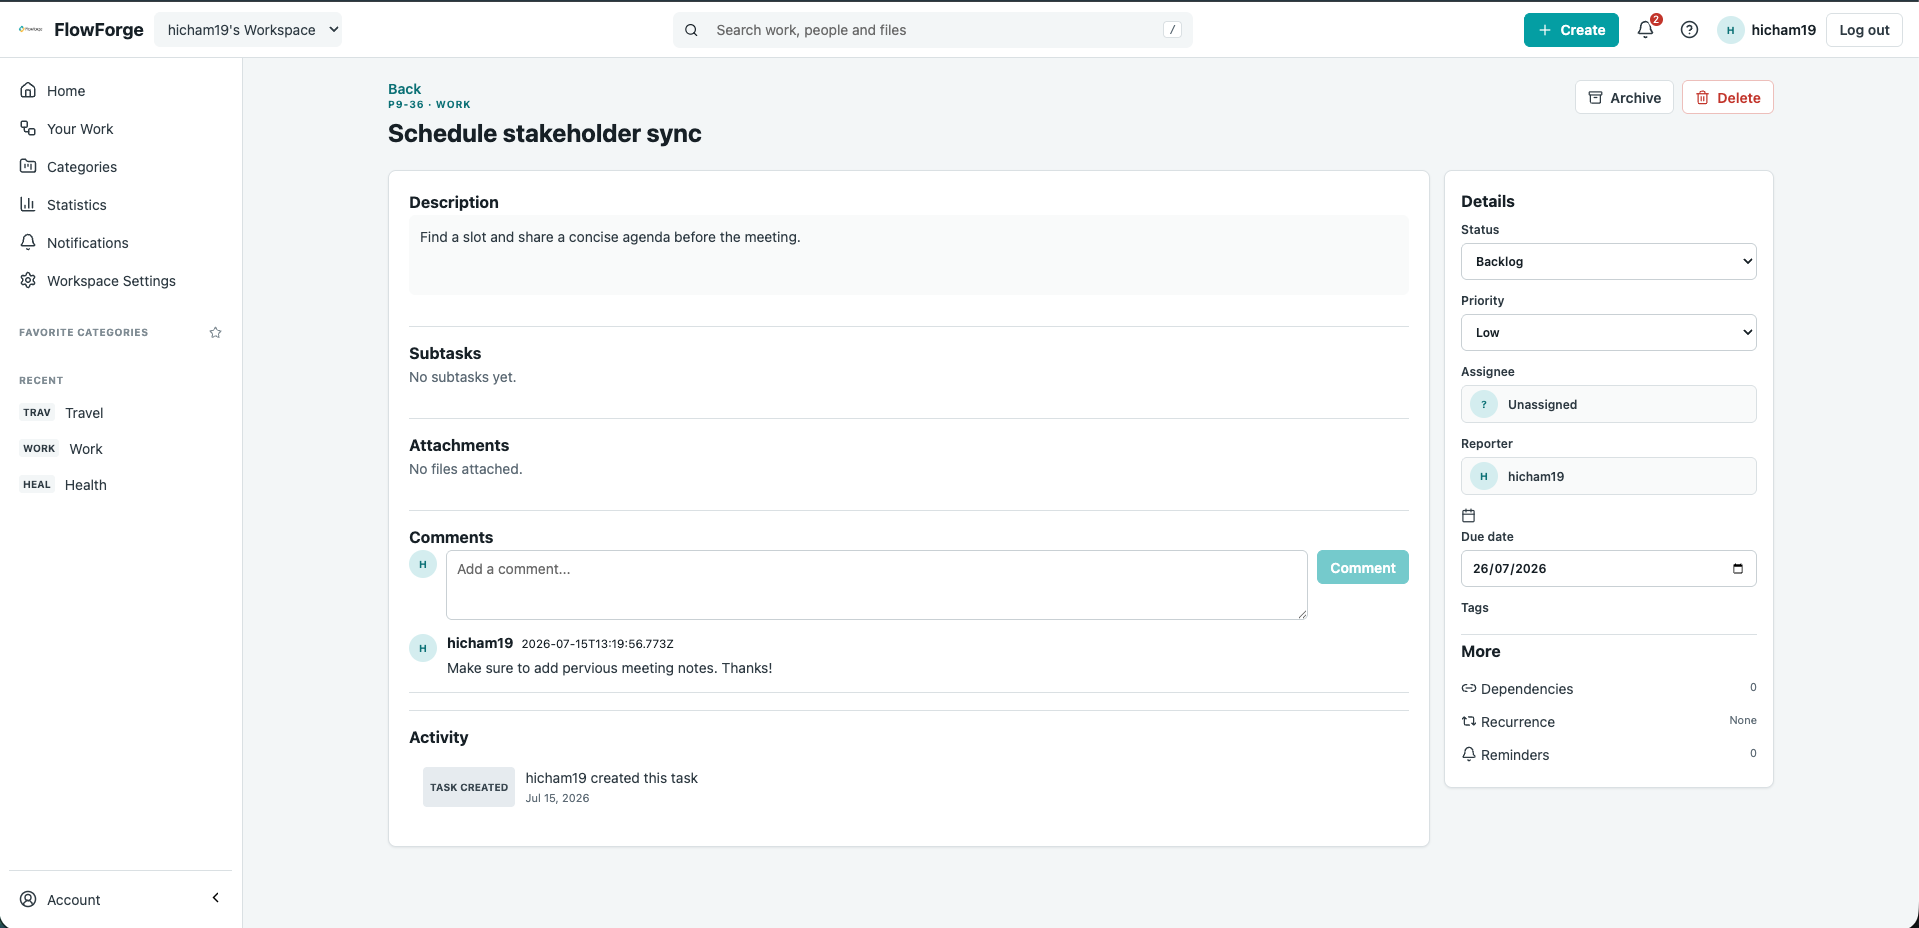 FlowForge
hicham19's Workspace
Search work, people and files
/
Create
2
H
hicham19
Log out
Home
Your Work
Categories
Statistics
Notifications
Workspace Settings
FAVORITE CATEGORIES
RECENT
TRAV Travel
WORK Work
HEAL Health
Account
Back
P9-36 · WORK
Schedule stakeholder sync
Archive
Delete
Description
Find a slot and share a concise agenda before the meeting.
Subtasks
No subtasks yet.
Attachments
No files attached.
Comments
H
Add a comment...
Comment
H
hicham19 2026-07-15T13:19:56.773Z
Make sure to add pervious meeting notes. Thanks!
Activity
TASK CREATED
hicham19 created this task
Jul 15, 2026
Details
Status
Backlog
Priority
Low
Assignee
? Unassigned
Reporter
H hicham19
Due date
26/07/2026
Tags
More
Dependencies 0
Recurrence None
Reminders 0